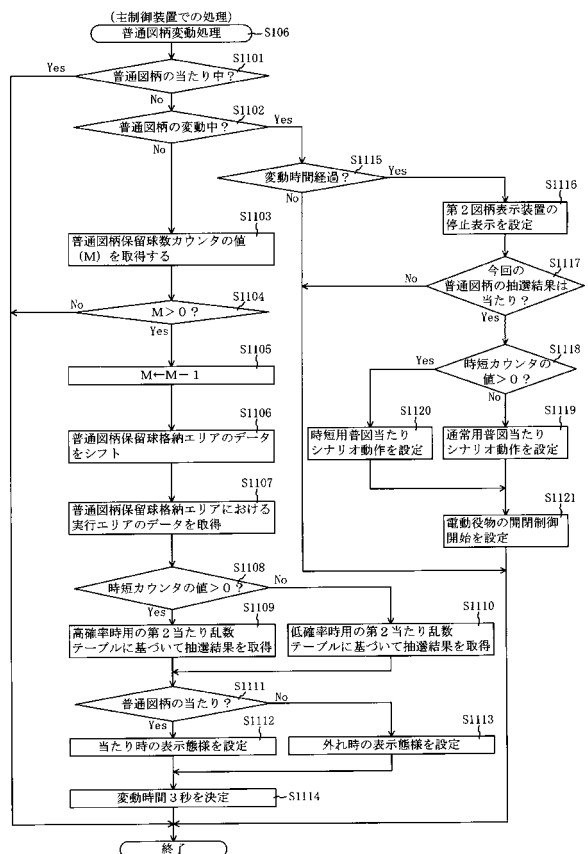 (主制御装置での処理)
普通図柄変動処理
S106
S1101
Yes
普通図柄の当たり中?
No
S1102
普通図柄の変動中?
Yes
No
S1115
変動時間経過?
Yes
No
S1116
第2図柄表示装置の
停止表示を設定
S1103
普通図柄保留球数カウンタの値
(M)を取得する
S1117
今回の
普通図柄の抽選結果は
当たり?
No
Yes
S1104
No
M>0?
Yes
S1118
時短カウンタの
値>0?
Yes
No
S1105
M←M-1
S1120
時短用普図当たり
シナリオ動作を設定
S1119
通常用普図当たり
シナリオ動作を設定
S1106
普通図柄保留球格納エリアのデータ
をシフト
S1121
電動役物の開閉制御
開始を設定
S1107
普通図柄保留球格納エリアにおける
実行エリアのデータを取得
S1108
時短カウンタの値>0?
No
Yes
S1109
高確率時用の第2当たり乱数
テーブルに基づいて抽選結果を取得
S1110
低確率時用の第2当たり乱数
テーブルに基づいて抽選結果を取得
S1111
普通図柄の当たり?
No
Yes
S1112
当たり時の表示態様を設定
S1113
外れ時の表示態様を設定
変動時間3秒を決定
S1114
終了